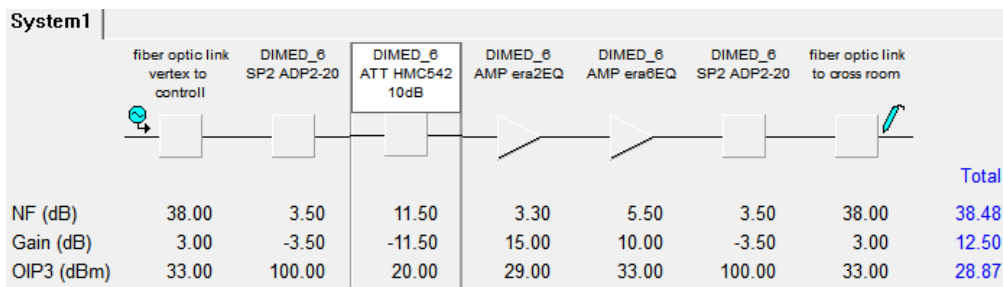 System1
fiber optic link vertex to controll
DIMED_6 SP2 ADP2-20
DIMED_6 ATT HMC542 10dB
DIMED_6 AMP era2EQ
DIMED_6 AMP era6EQ
DIMED_6 SP2 ADP2-20
fiber optic link to cross room
Total
NF (dB) 38.00 3.50 11.50 3.30 5.50 3.50 38.00 38.48
Gain (dB) 3.00 -3.50 -11.50 15.00 10.00 -3.50 3.00 12.50
OIP3 (dBm) 33.00 100.00 20.00 29.00 33.00 100.00 33.00 28.87